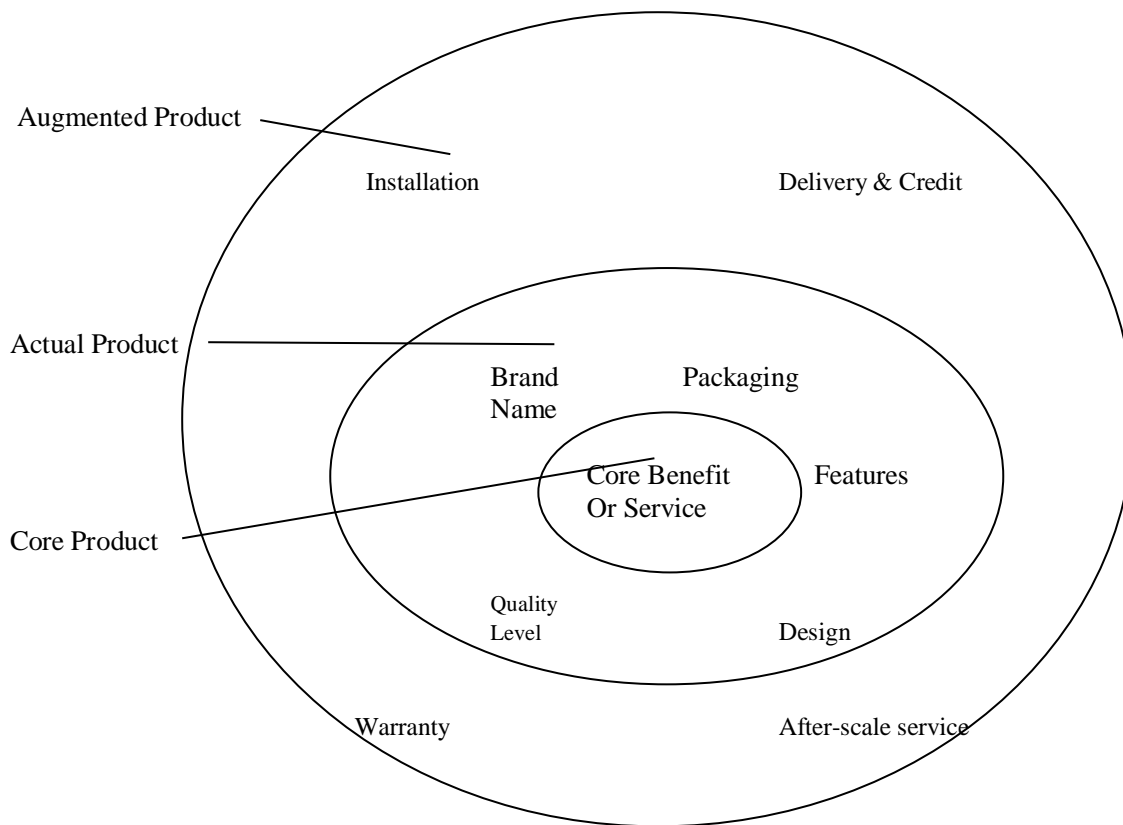 Augmented Product
Installation
Delivery & Credit
Actual Product
Brand
Name
Packaging
Core Benefit
Or Service
Features
Core Product
Quality
Level
Design
Warranty
After-scale service